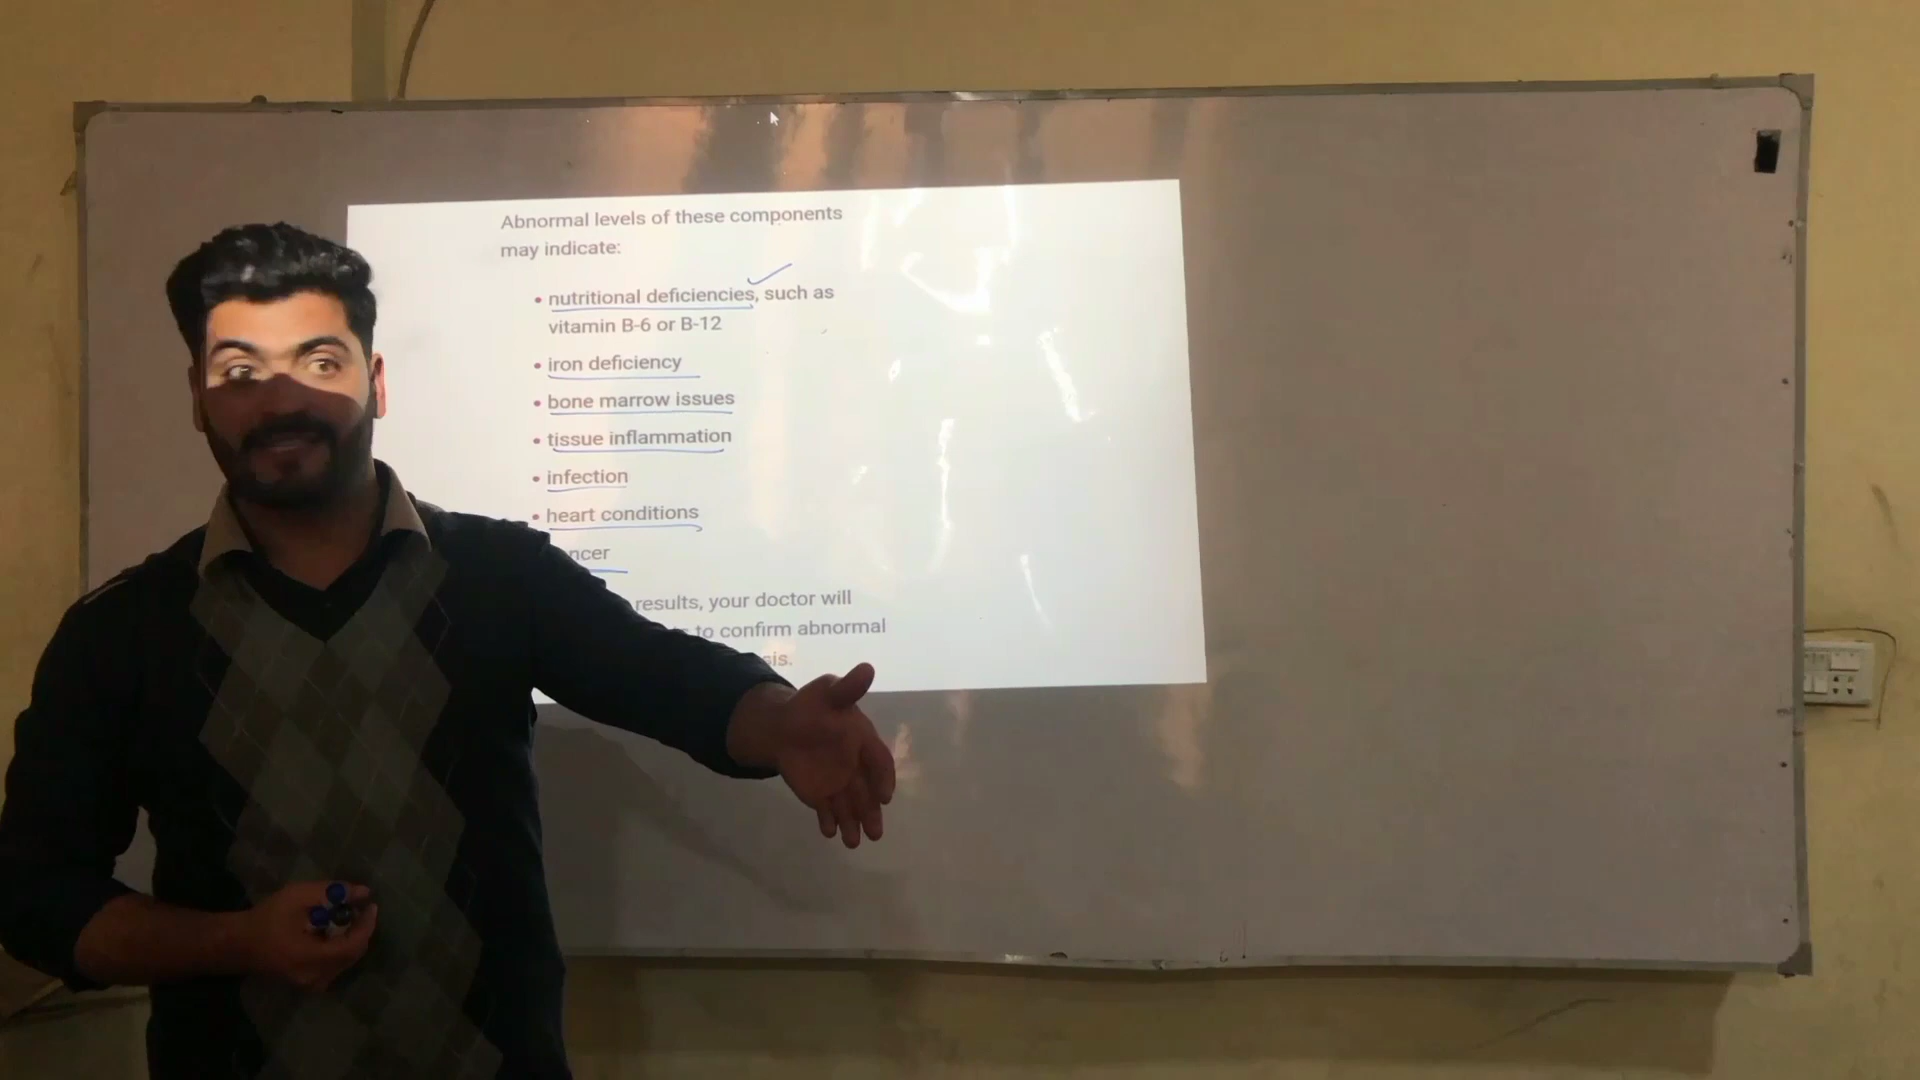 Abnormal levels of these components
may indicate:
• nutritional deficiencies, such as
vitamin B-6 or B-12
• iron deficiency
• bone marrow issues
• tissue inflammation
• infection
• heart conditions
results, your doctor will
to confirm abnormal